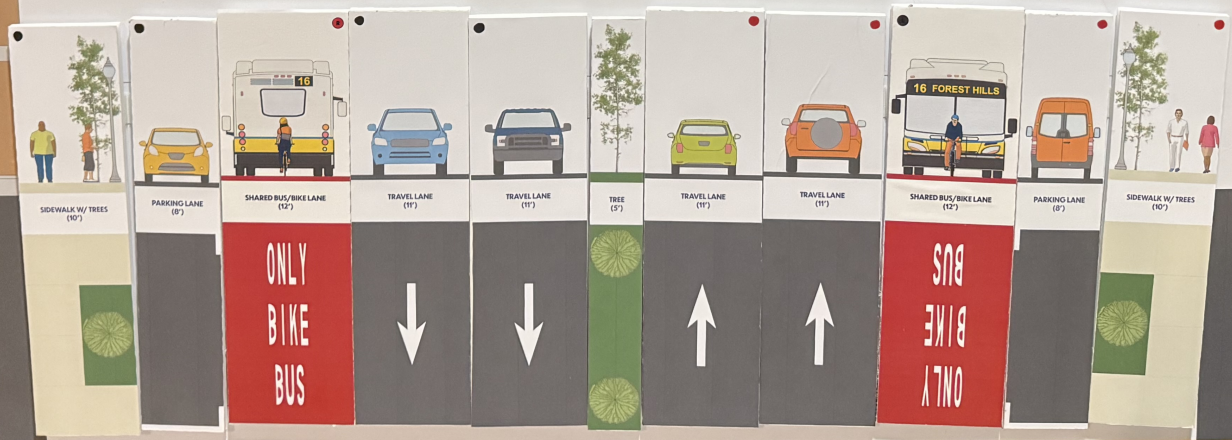 16
16 FOREST HILLS
SIDEWALK W/ TREES
(10')
PARKING LANE
(8')
SHARED BUS/BIKE LANE
(12')
TRAVEL LANE
(11')
TRAVEL LANE
(11')
TREE
(5')
TRAVEL LANE
(11')
TRAVEL LANE
(11')
SHARED BUS/BIKE LANE
(12')
PARKING LANE
(8')
SIDEWALK W/ TREES
(10')
ONLY
BIKE
BUS
ONLY
BIKE
BUS